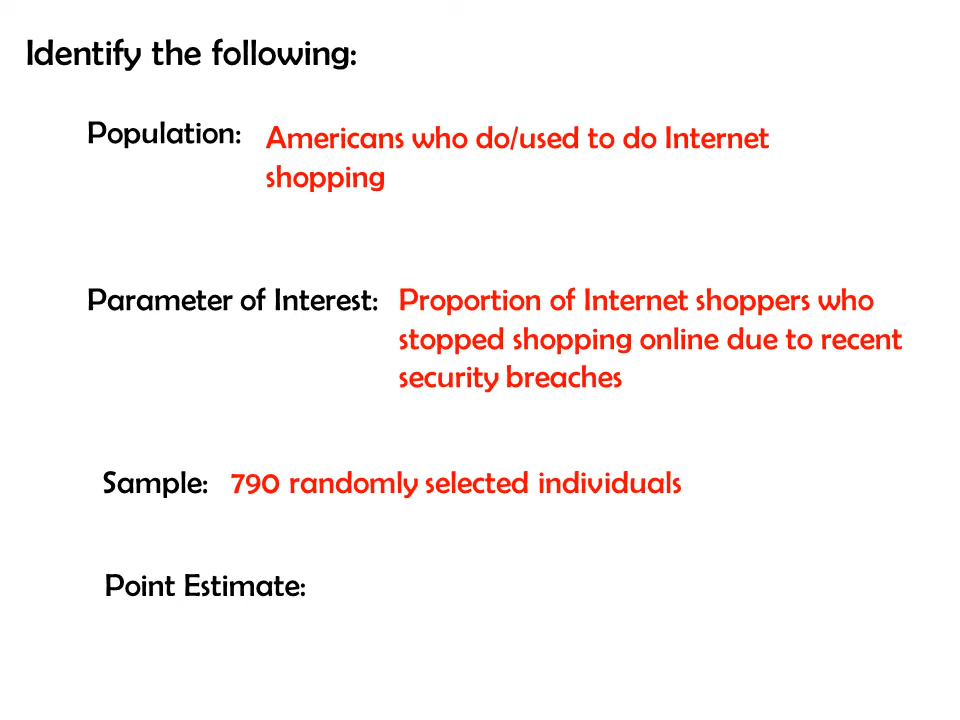 Identify the following:
Population: Americans who do/used to do Internet
shopping
Parameter of Interest: Proportion of Internet shoppers who
stopped shopping online due to recent
security breaches
Sample: 790 randomly selected individuals
Point Estimate: